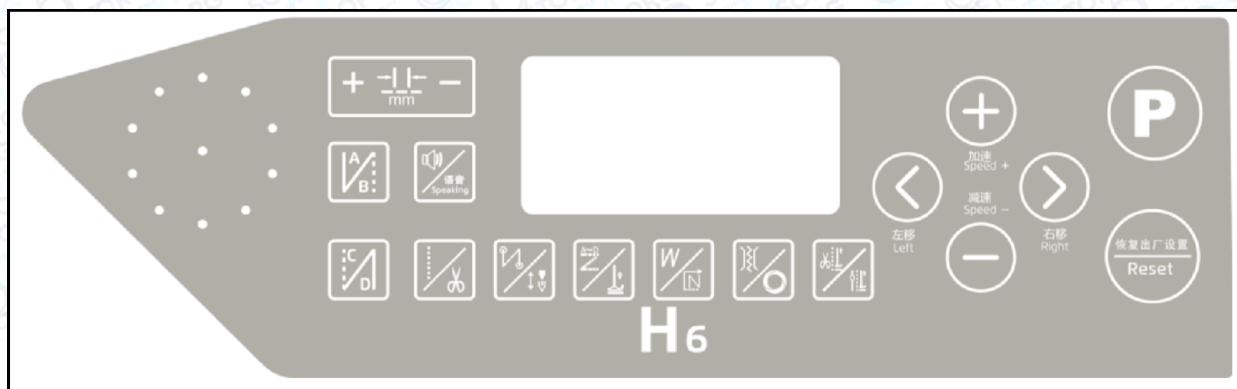 + −
mm
A
B
语音
Speaking
C
D
W
N
H6
+
加速
Speed +
减速
Speed −
−
左移
Left
右移
Right
P
恢复出厂设置
Reset